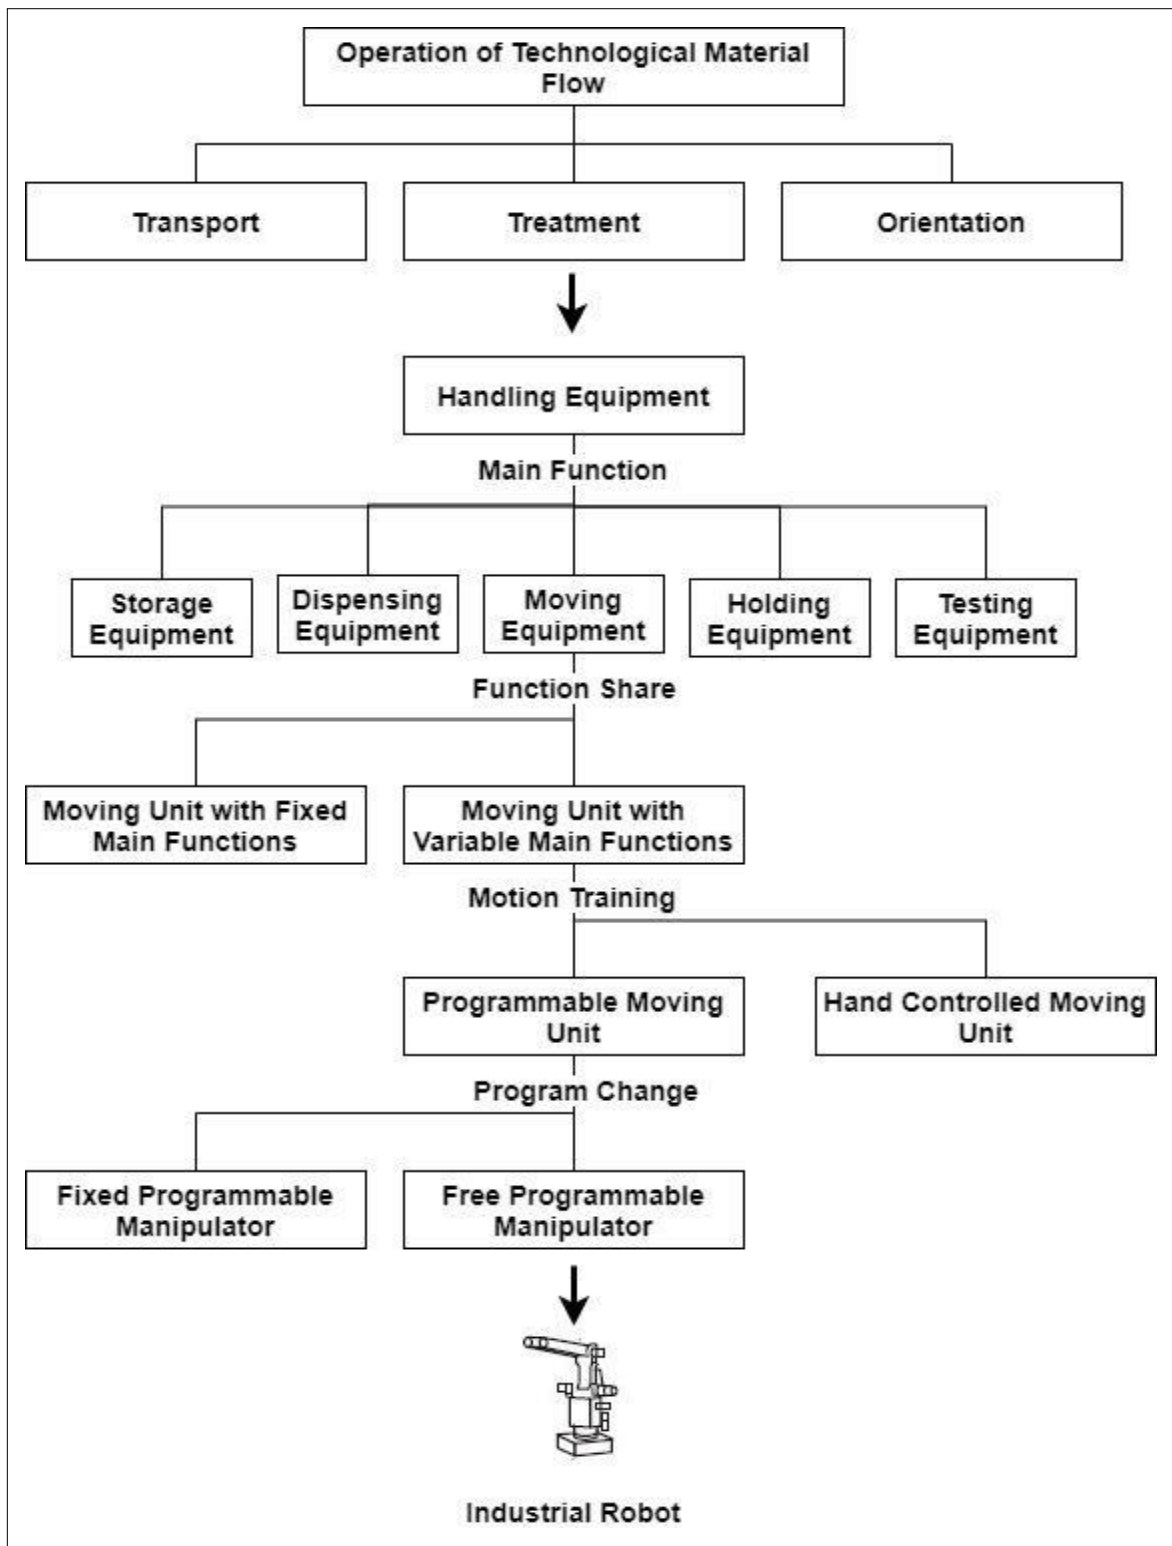 Operation of Technological Material
Flow
Transport
Treatment
Orientation
Handling Equipment
Main Function
Storage
Equipment
Dispensing
Equipment
Moving
Equipment
Holding
Equipment
Testing
Equipment
Function Share
Moving Unit with Fixed
Main Functions
Moving Unit with
Variable Main Functions
Motion Training
Programmable Moving
Unit
Hand Controlled Moving
Unit
Program Change
Fixed Programmable
Manipulator
Free Programmable
Manipulator
Industrial Robot